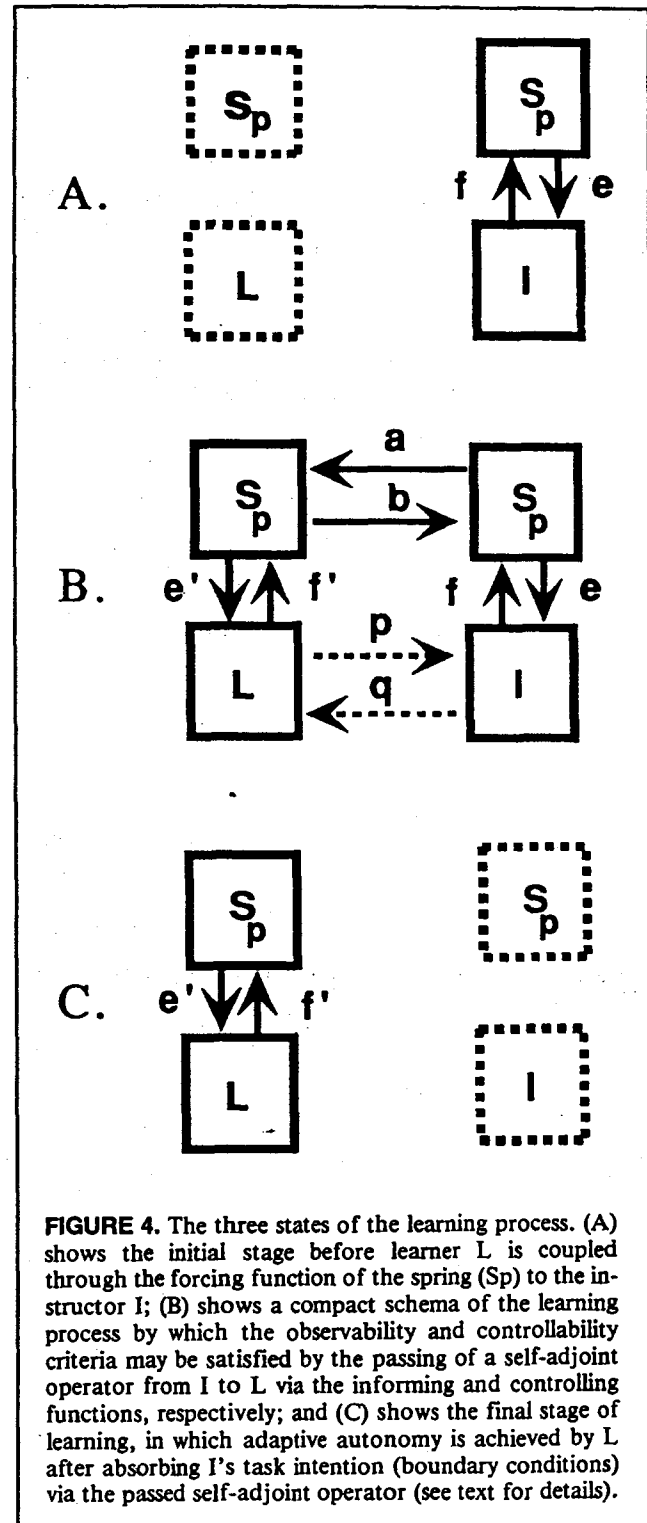 Sp Sp
f e
A.
L I
a
Sp b Sp
e' f' f e
B.
p
L q I
Sp Sp
e' f'
C.
L I
FIGURE 4. The three states of the learning process. (A)
shows the initial stage before learner L is coupled
through the forcing function of the spring (Sp) to the in-
structor I; (B) shows a compact schema of the learning
process by which the observability and controllability
criteria may be satisfied by the passing of a self-adjoint
operator from I to L via the informing and controlling
functions, respectively; and (C) shows the final stage of
learning, in which adaptive autonomy is achieved by L
after absorbing I's task intention (boundary conditions)
via the passed self-adjoint operator (see text for details).